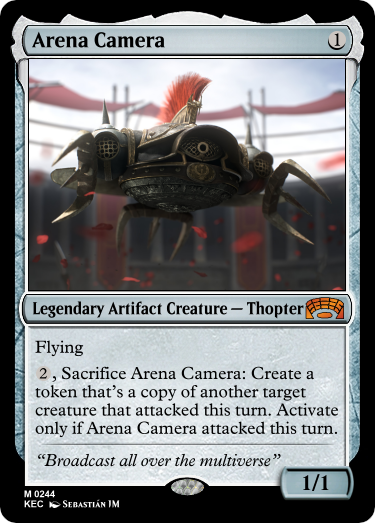 Arena Camera 1
Legendary Artifact Creature — Thopter
Flying
2, Sacrifice Arena Camera: Create a
token that's a copy of another target
creature that attacked this turn. Activate
only if Arena Camera attacked this turn.
“Broadcast all over the multiverse”
1/1
M 0244
KEC Sebastián JM